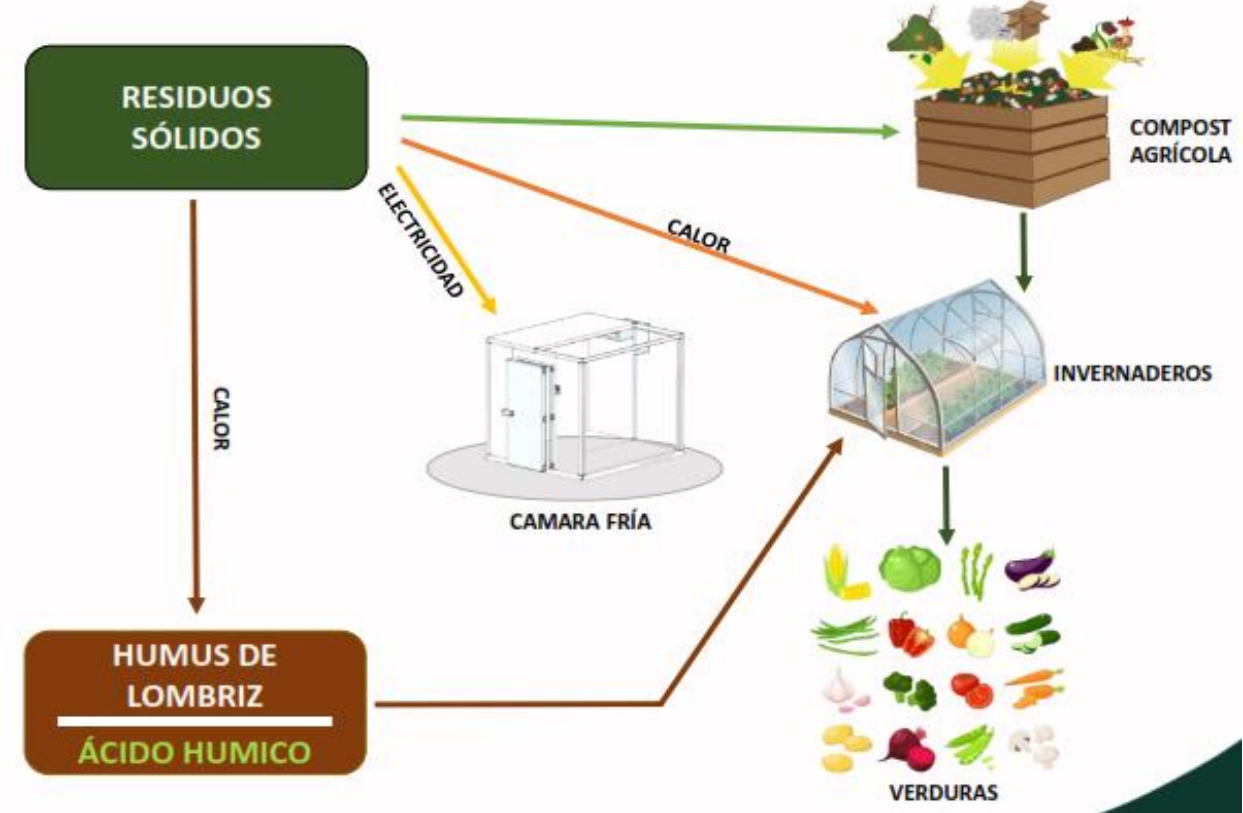 RESIDUOS
SÓLIDOS
COMPOST
AGRÍCOLA
ELECTRICIDAD
CALOR
INVERNADEROS
CALOR
CAMARA FRÍA
HUMUS DE
LOMBRIZ
ÁCIDO HUMICO
VERDURAS